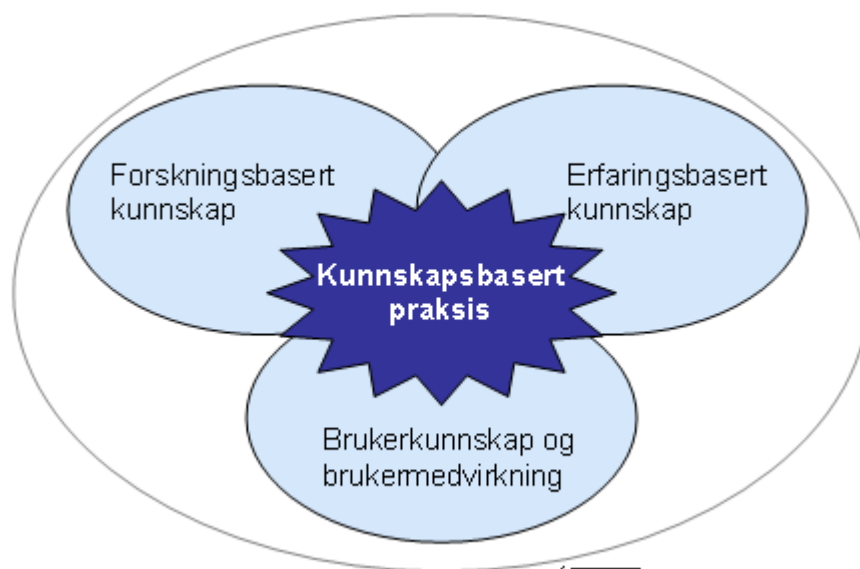 Forskningsbasert
kunnskap
Erfaringsbasert
kunnskap
Kunnskapsbasert
praksis
Brukerkunnskap og
brukermedvirkning